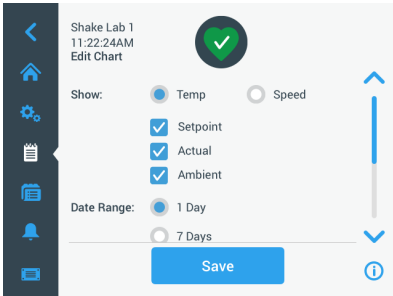 Shake Lab 1
11:22:24AM
Edit Chart
Show: Temp Speed
Setpoint
Actual
Ambient
Date Range: 1 Day
7 Days
Save